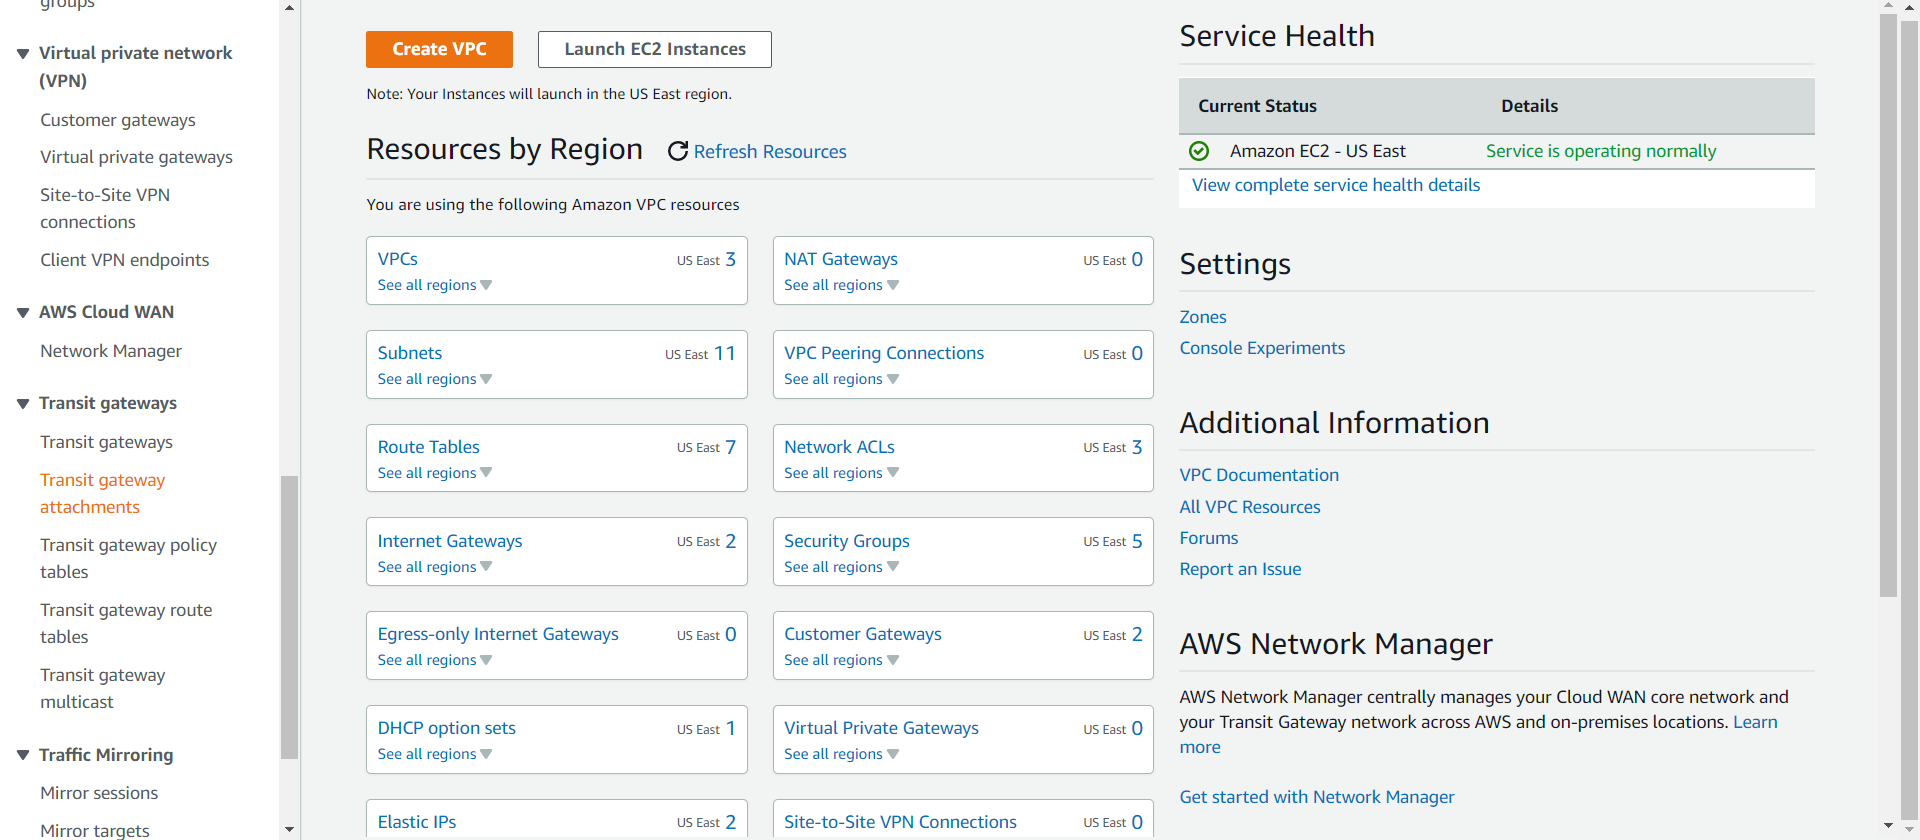 groups
Virtual private network
(VPN)
Customer gateways
Virtual private gateways
Site-to-Site VPN
connections
Client VPN endpoints
AWS Cloud WAN
Network Manager
Transit gateways
Transit gateways
Transit gateway
attachments
Transit gateway policy
tables
Transit gateway route
tables
Transit gateway
multicast
Traffic Mirroring
Mirror sessions
Mirror targets
Create VPC
Launch EC2 Instances
Note: Your Instances will launch in the US East region.
Resources by Region
Refresh Resources
You are using the following Amazon VPC resources
VPCs US East 3
See all regions
NAT Gateways US East 0
See all regions
Subnets US East 11
See all regions
VPC Peering Connections US East 0
See all regions
Route Tables US East 7
See all regions
Network ACLs US East 3
See all regions
Internet Gateways US East 2
See all regions
Security Groups US East 5
See all regions
Egress-only Internet Gateways US East 0
See all regions
Customer Gateways US East 2
See all regions
DHCP option sets US East 1
See all regions
Virtual Private Gateways US East 0
See all regions
Elastic IPs US East 2
Site-to-Site VPN Connections US East 0
Service Health
Current Status Details
Amazon EC2 - US East Service is operating normally
View complete service health details
Settings
Zones
Console Experiments
Additional Information
VPC Documentation
All VPC Resources
Forums
Report an Issue
AWS Network Manager
AWS Network Manager centrally manages your Cloud WAN core network and
your Transit Gateway network across AWS and on-premises locations. Learn
more
Get started with Network Manager